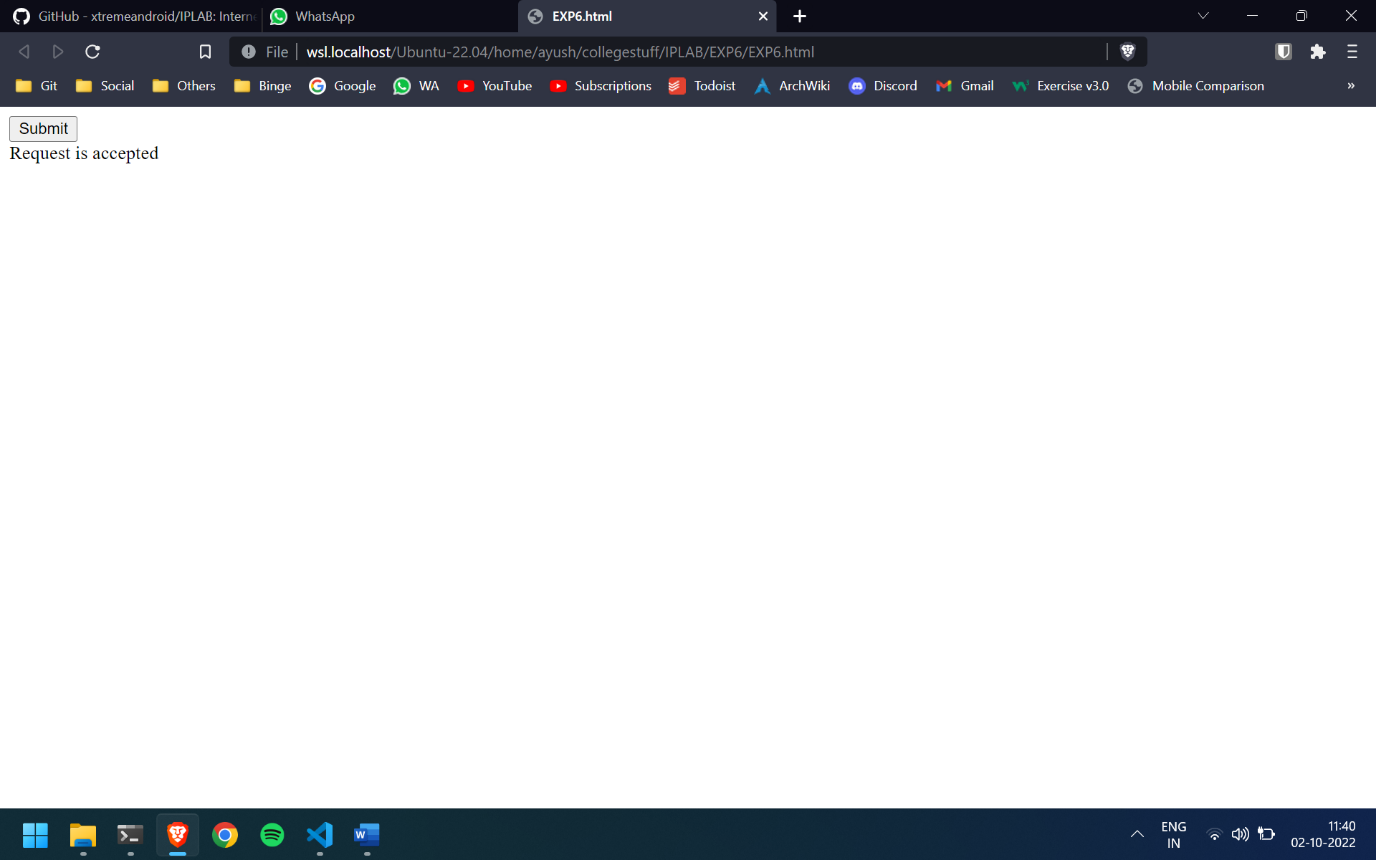 GitHub - xtremeandroid/IPLAB: Intern
WhatsApp
EXP6.html
File
wsl.localhost/Ubuntu-22.04/home/ayush/collegestuff/IPLAB/EXP6/EXP6.html
Git
Social
Others
Binge
Google
WA
YouTube
Subscriptions
Todoist
ArchWiki
Discord
Gmail
Exercise v3.0
Mobile Comparison
»
Submit
Request is accepted
W
ENG
IN
11:40
02-10-2022